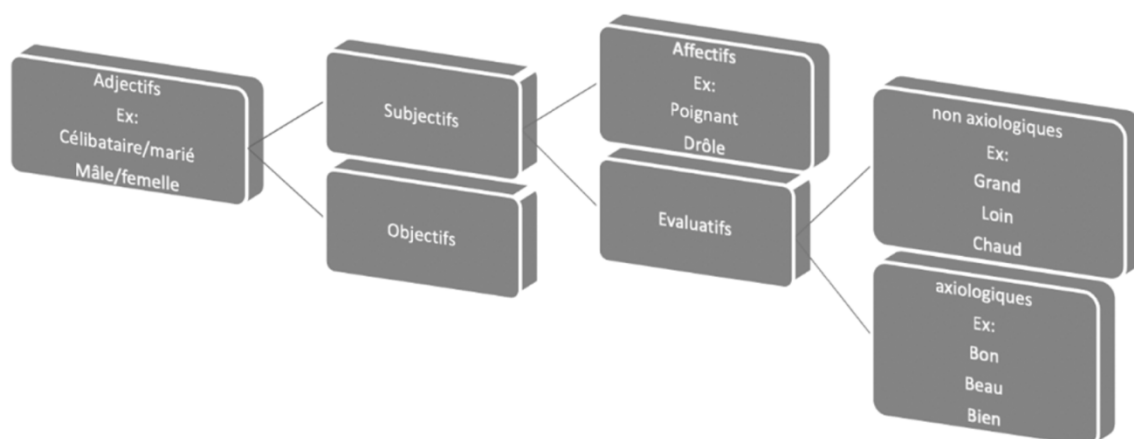 Adjectifs
Ex:
Célibataire/marié
Mâle/femelle
Subjectifs
Objectifs
Affectifs
Ex:
Poignant
Drôle
Evaluatifs
non axiologiques
Ex:
Grand
Loin
Chaud
axiologiques
Ex:
Bon
Beau
Bien